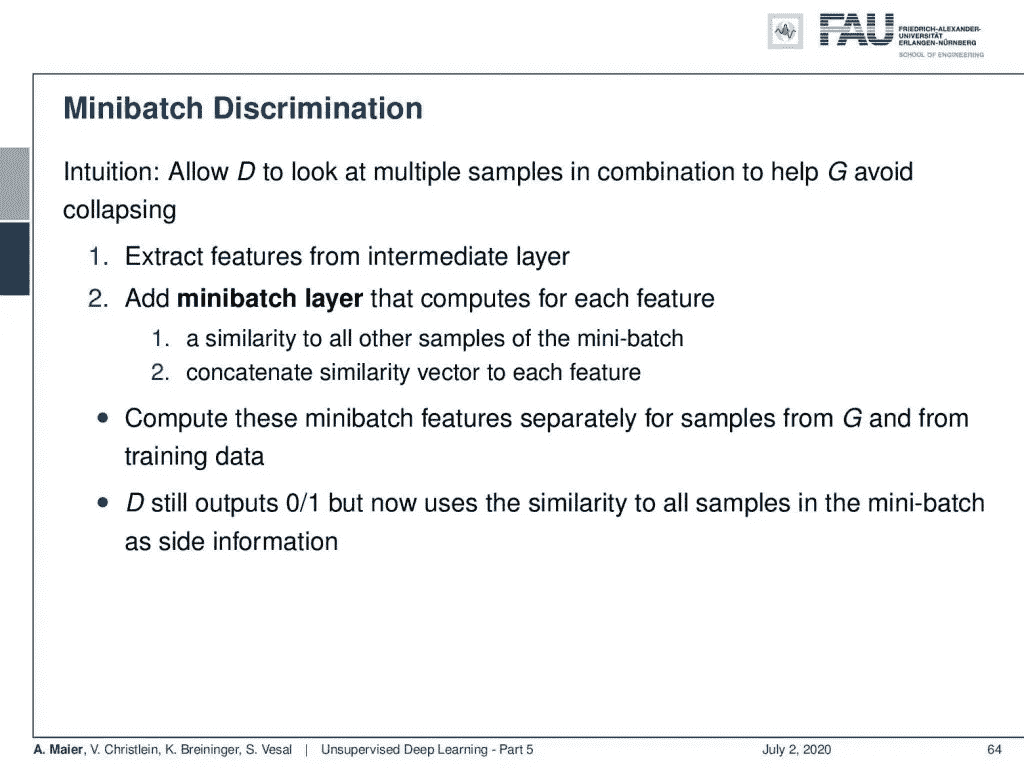 FAU
FRIEDRICH-ALEXANDER-
UNIVERSITÄT
ERLANGEN-NÜRNBERG
SCHOOL OF ENGINEERING
Minibatch Discrimination
Intuition: Allow D to look at multiple samples in combination to help G avoid
collapsing
1. Extract features from intermediate layer
2. Add minibatch layer that computes for each feature
1. a similarity to all other samples of the mini-batch
2. concatenate similarity vector to each feature
• Compute these minibatch features separately for samples from G and from
training data
• D still outputs 0/1 but now uses the similarity to all samples in the mini-batch
as side information
A. Maier, V. Christlein, K. Breininger, S. Vesal | Unsupervised Deep Learning - Part 5 July 2, 2020 64